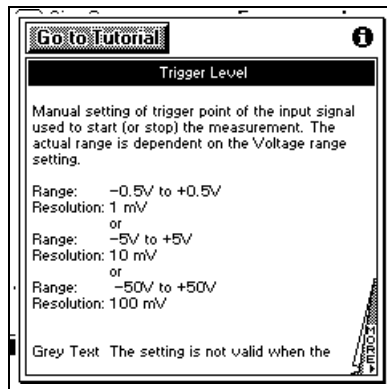 Go to Tutorial
Trigger Level
Manual setting of trigger point of the input signal
used to start (or stop) the measurement. The
actual range is dependent on the Voltage range
setting.
Range: -0.5V to +0.5V
Resolution: 1 mV
or
Range: -5V to +5V
Resolution: 10 mV
or
Range: -50V to +50V
Resolution: 100 mV
Grey Text The setting is not valid when the
MORE